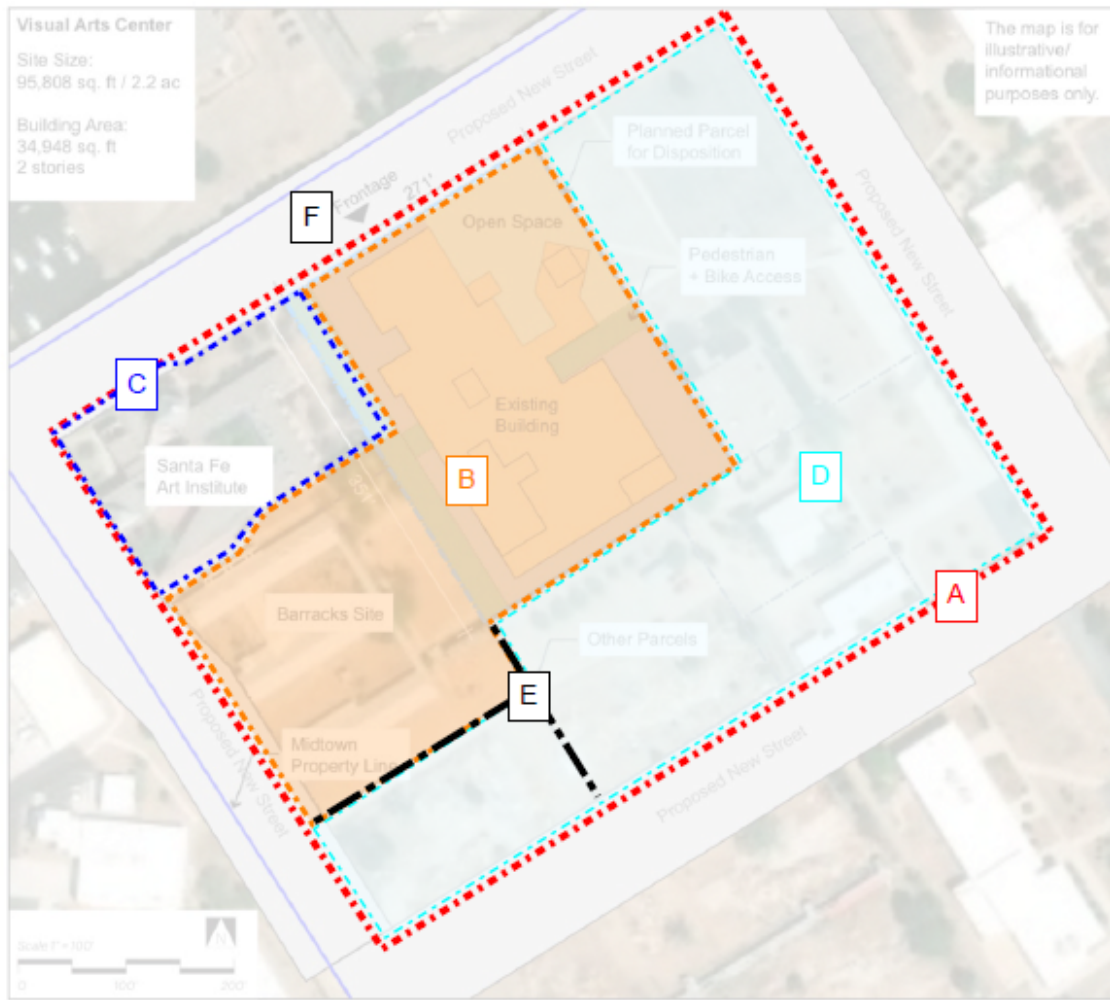 Visual Arts Center
Site Size:
95,808 sq. ft / 2.2 ac
Building Area:
34,948 sq. ft
2 stories
The map is for
illustrative/
informational
purposes only.
Proposed New Street
Planned Parcel
for Disposition
Frontage
271'
F
Open Space
Proposed New Street
Pedestrian
+ Bike Access
C
Existing
Building
Santa Fe
Art Institute
B
D
351'
A
Barracks Site
Other Parcels
E
Proposed New Street
Midtown
Property Line
Proposed New Street
N
Scale 1" = 100'
0 100' 200'